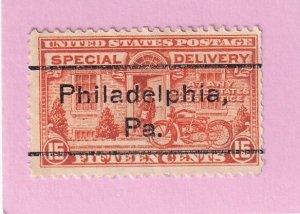 UNITED STATES POSTAGE
SPECIAL DELIVERY
Philadelphia,
Pa.
15 FIFTEEN CENTS 15